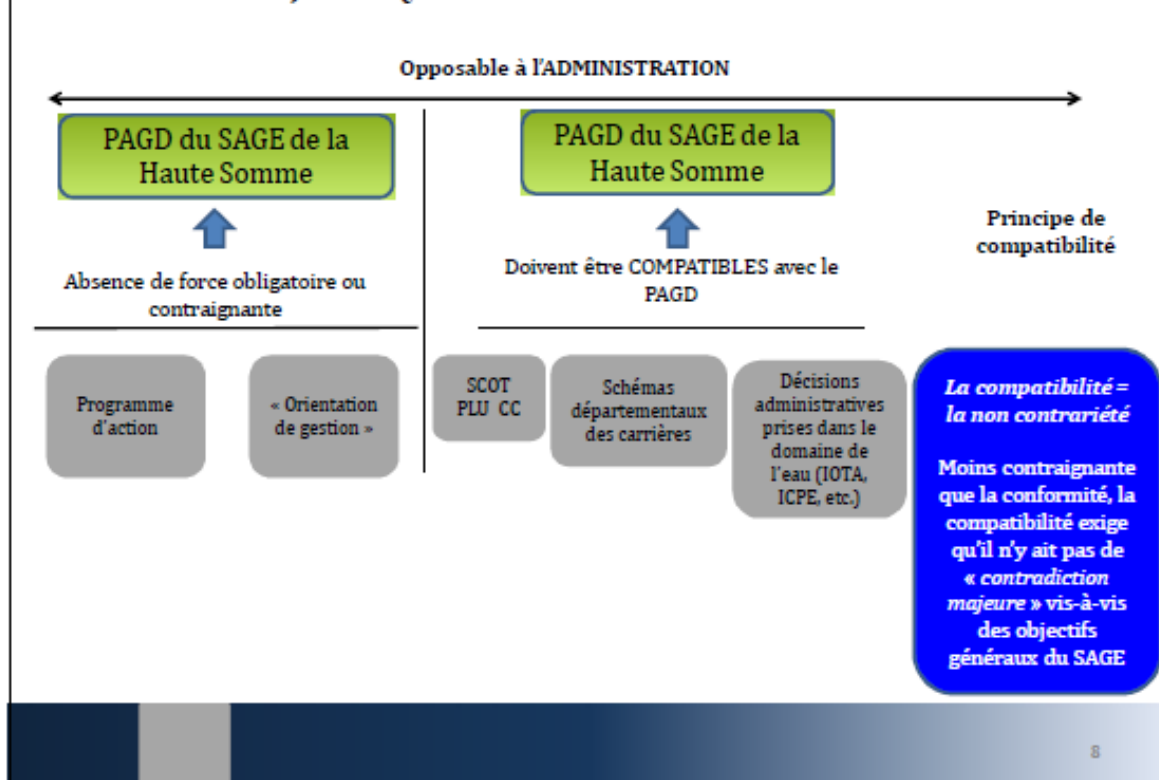 Opposable à l'ADMINISTRATION
PAGD du SAGE de la
Haute Somme
Absence de force obligatoire ou
contraignante
Programme
d'action
« Orientation
de gestion »
PAGD du SAGE de la
Haute Somme
Doivent être COMPATIBLES avec le
PAGD
SCOT
PLU CC
Schémas
départementaux
des carrières
Décisions
administratives
prises dans le
domaine de
l'eau (IOTA,
ICPE, etc.)
Principe de
compatibilité
La compatibilité =
la non contrariété
Moins contraignante
que la conformité, la
compatibilité exige
qu'il n'y ait pas de
« contradiction
majeure » vis-à-vis
des objectifs
généraux du SAGE
8